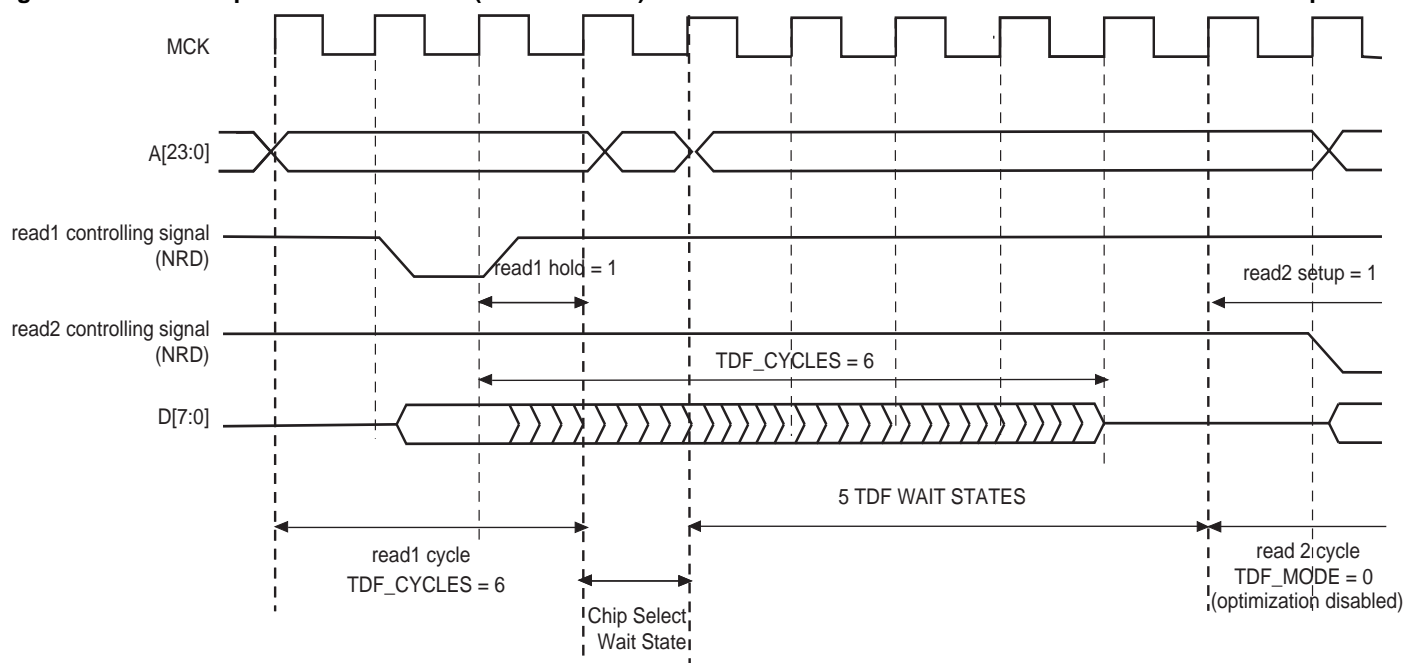 MCK
A[23:0]
read1 controlling signal
(NRD)
read1 hold = 1
read2 setup = 1
read2 controlling signal
(NRD)
TDF_CYCLES = 6
D[7:0]
5 TDF WAIT STATES
read1 cycle
TDF_CYCLES = 6
Chip Select
Wait State
read 2 cycle
TDF_MODE = 0
(optimization disabled)